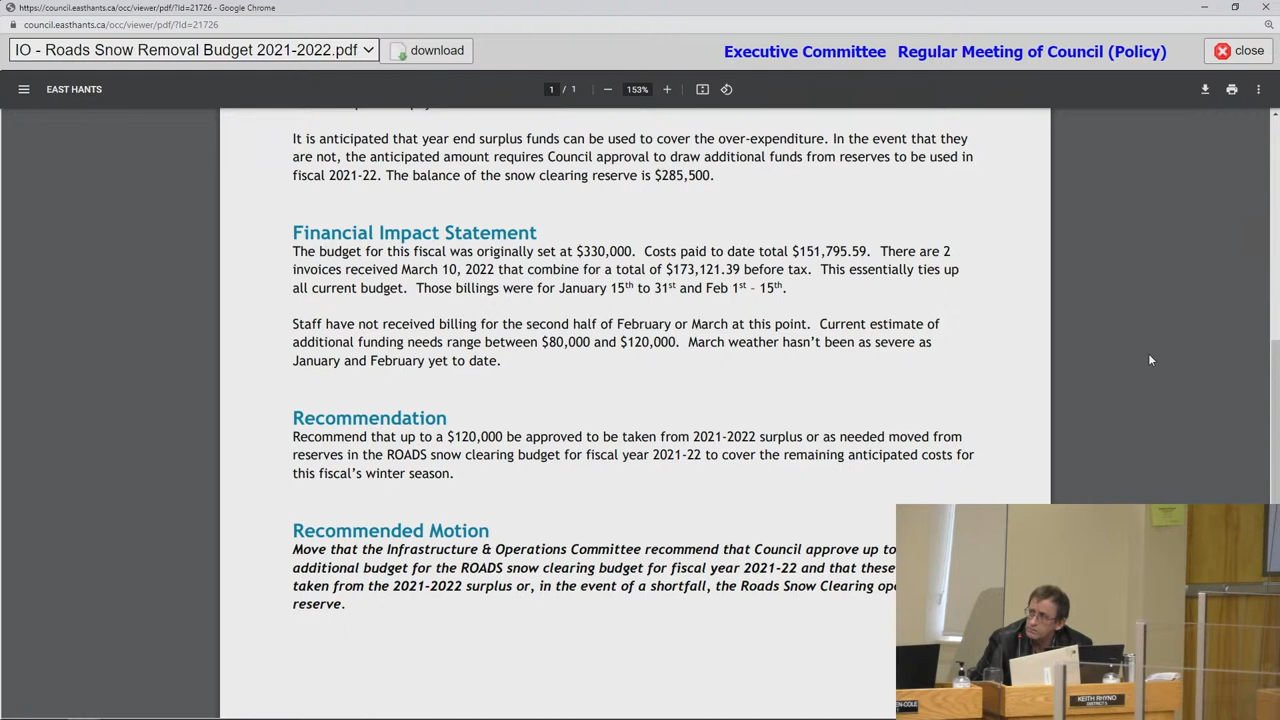 https://council.easthants.ca/occ/viewer/pdf/?Id=21726 - Google Chrome
council.easthants.ca/occ/viewer/pdf/?Id=21726
IO - Roads Snow Removal Budget 2021-2022.pdf download Executive Committee Regular Meeting of Council (Policy) close
EAST HANTS 1 / 1 153%
It is anticipated that year end surplus funds can be used to cover the over-expenditure. In the event that they
are not, the anticipated amount requires Council approval to draw additional funds from reserves to be used in
fiscal 2021-22. The balance of the snow clearing reserve is $285,500.
Financial Impact Statement
The budget for this fiscal was originally set at $330,000. Costs paid to date total $151,795.59. There are 2
invoices received March 10, 2022 that combine for a total of $173,121.39 before tax. This essentially ties up
all current budget. Those billings were for January 15th to 31st and Feb 1st - 15th.
Staff have not received billing for the second half of February or March at this point. Current estimate of
additional funding needs range between $80,000 and $120,000. March weather hasn't been as severe as
January and February yet to date.
Recommendation
Recommend that up to a $120,000 be approved to be taken from 2021-2022 surplus or as needed moved from
reserves in the ROADS snow clearing budget for fiscal year 2021-22 to cover the remaining anticipated costs for
this fiscal's winter season.
Recommended Motion
Move that the Infrastructure & Operations Committee recommend that Council approve up to
additional budget for the ROADS snow clearing budget for fiscal year 2021-22 and that these
taken from the 2021-2022 surplus or, in the event of a shortfall, the Roads Snow Clearing
reserve.
KEITH RHYNO